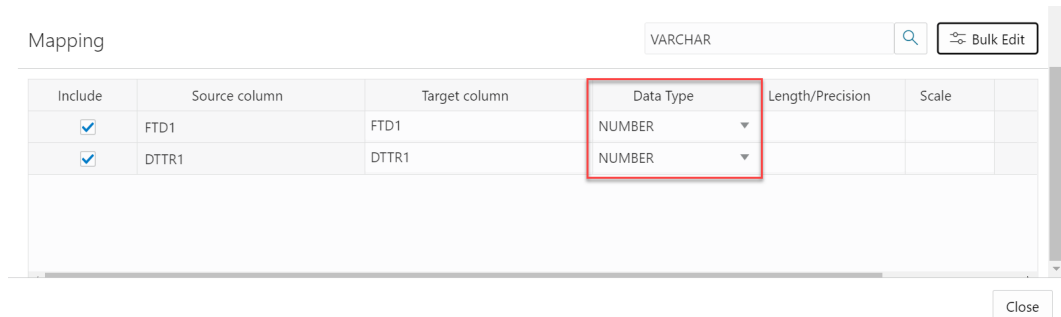 Mapping
VARCHAR
Bulk Edit
Include Source column Target column Data Type Length/Precision Scale
FTD1 FTD1 NUMBER
DTTR1 DTTR1 NUMBER
Close